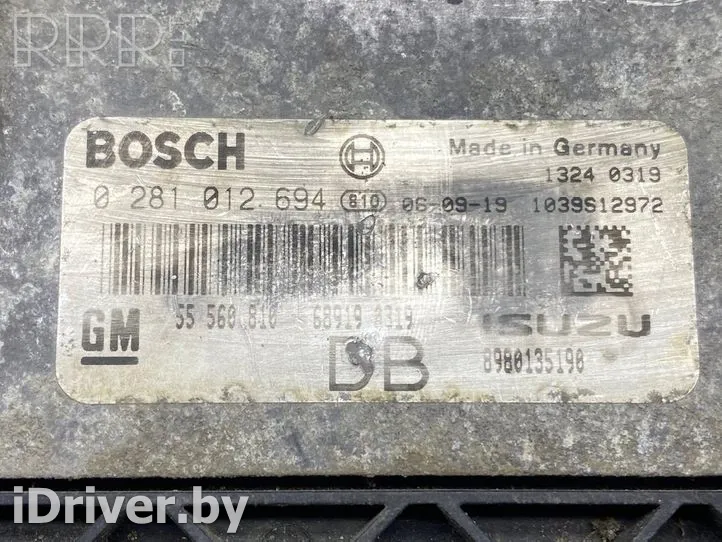 RRR
BOSCH Made in Germany
1324 0319
0 281 012 694 810 06-09-19 1039S12972
GM 55 560 810 68919 0319 ISUZU
DB 8980135190
iDriver.by